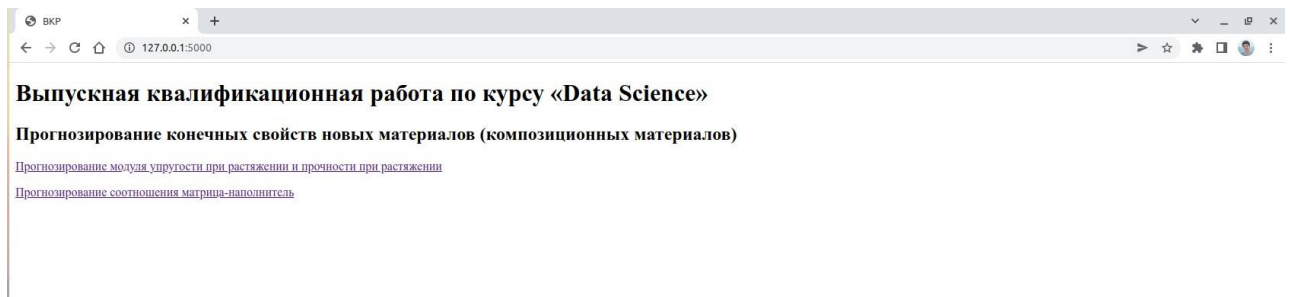 ВКР
127.0.0.1:5000
Выпускная квалификационная работа по курсу «Data Science»
Прогнозирование конечных свойств новых материалов (композиционных материалов)
Прогнозирование модуля упругости при растяжении и прочности при растяжении
Прогнозирование соотношения матрица-наполнитель